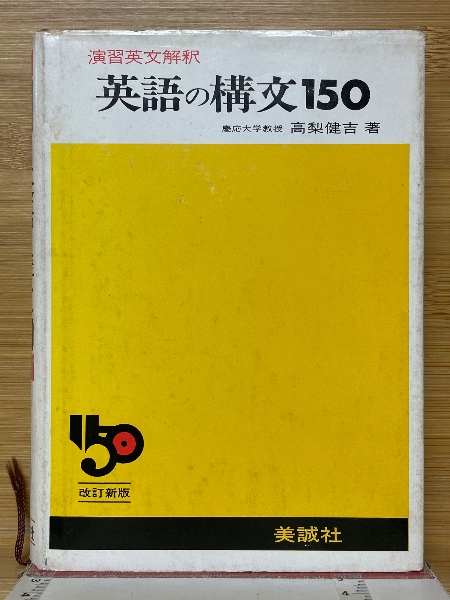 演習英文解釈
英語の構文150
慶応大学教授 高梨健吉 著
150
改訂新版
美誠社